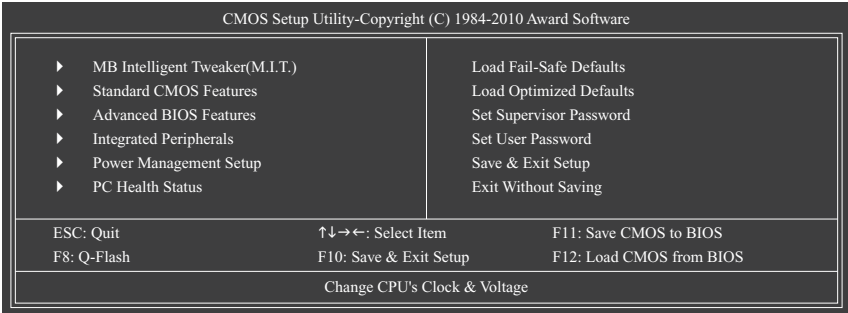 CMOS Setup Utility-Copyright (C) 1984-2010 Award Software
MB Intelligent Tweaker(M.I.T.)
Standard CMOS Features
Advanced BIOS Features
Integrated Peripherals
Power Management Setup
PC Health Status
Load Fail-Safe Defaults
Load Optimized Defaults
Set Supervisor Password
Set User Password
Save & Exit Setup
Exit Without Saving
ESC: Quit
↑↓→←: Select Item
F11: Save CMOS to BIOS
F8: Q-Flash
F10: Save & Exit Setup
F12: Load CMOS from BIOS
Change CPU's Clock & Voltage